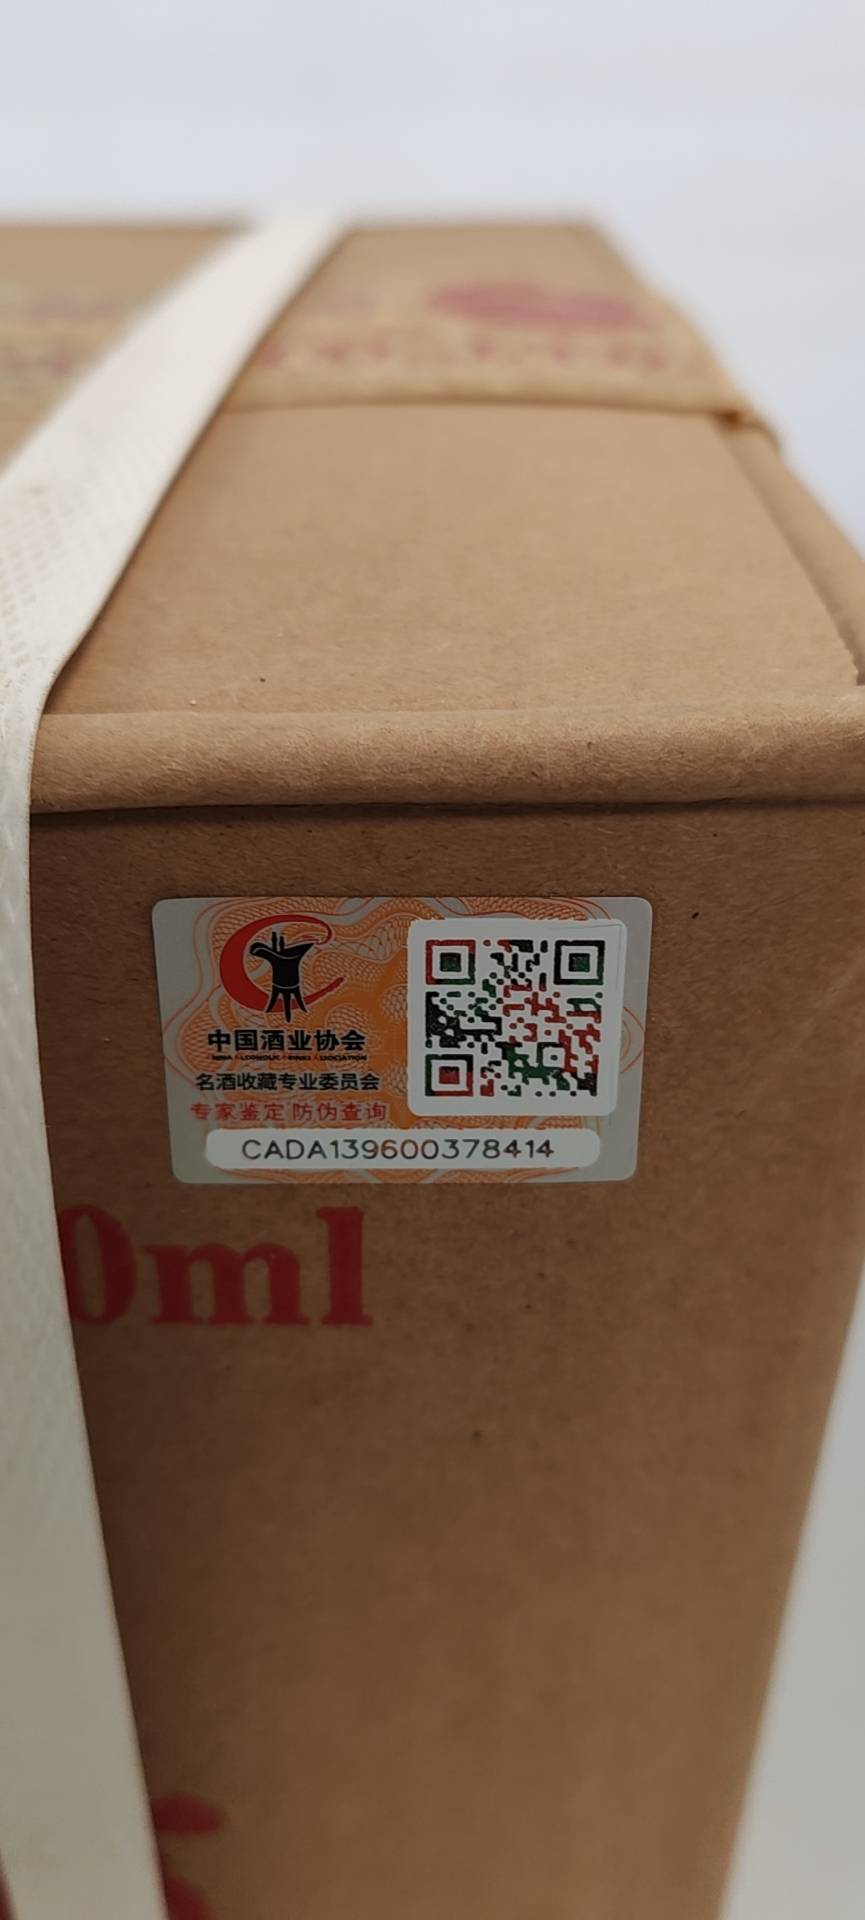 中国酒业协会
名酒收藏专业委员会
专家鉴定 防伪查询
CADA139600378414
0ml